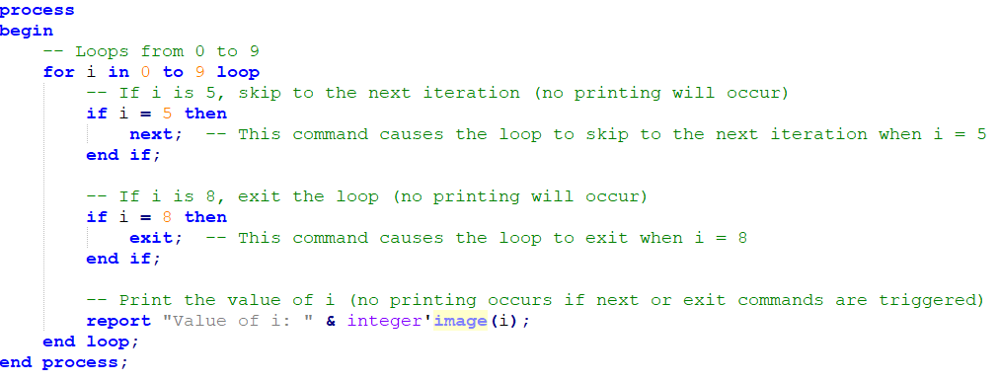 process
begin
    -- Loops from 0 to 9
    for i in 0 to 9 loop
        -- If i is 5, skip to the next iteration (no printing will occur)
        if i = 5 then
            next;  -- This command causes the loop to skip to the next iteration when i = 5
        end if;

        -- If i is 8, exit the loop (no printing will occur)
        if i = 8 then
            exit;  -- This command causes the loop to exit when i = 8
        end if;

        -- Print the value of i (no printing occurs if next or exit commands are triggered)
        report "Value of i: " & integer'image(i);
    end loop;
end process;